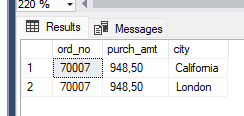 220 %
Results Messages
ord_no purch_amt city
1 70007 948,50 California
2 70007 948,50 London